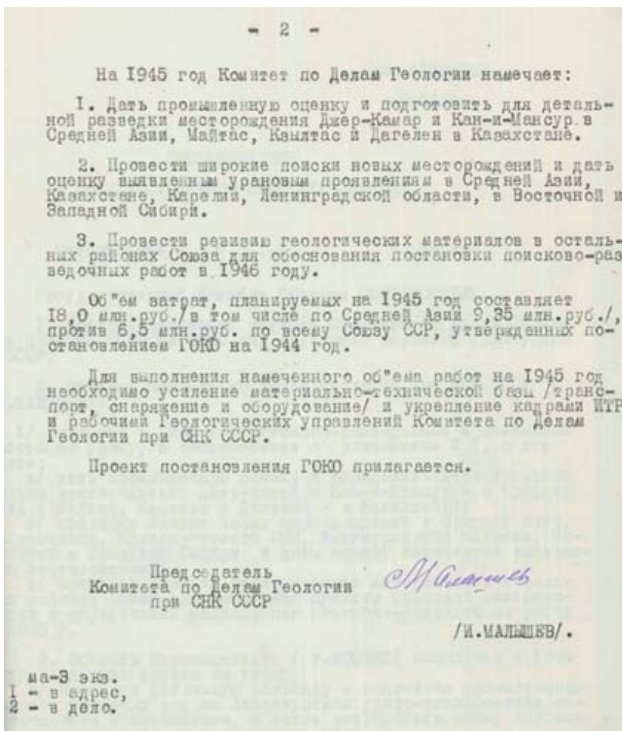 - 2 -
На 1945 год Комитет по Делам Геологии намечает:
1. Дать промышленную оценку и подготовить для деталь-
ной разведки месторождения Джер-Камар и Кан-и-Мансур в
Средней Азии, Майтас, Кзылтас и Дагелен в Казахстане.
2. Провести широкие поиски новых месторождений и дать
оценку выявленным урановым проявлениям в Средней Азии,
Казахстане, Карелии, Ленинградской области, в Восточной и
Западной Сибири.
3. Провести ревизию геологических материалов в осталь-
ных районах Союза для обоснования постановки поисково-раз
ведочных работ в 1946 году.
Об"ем затрат, планируемых на 1945 год составляет
18,0 млн.руб./в том числе по Средней Азии 9,35 млн.руб./,
против 6,5 млн.руб. по всему Союзу ССР, утвержденных по-
становлением ГОКО на 1944 год.
Для выполнения намеченного об"ема работ на 1945 год
необходимо усиление материально-технической базы /транс-
порт, снаряжение и оборудование/ и укрепление кадрами ИТР
и рабочими Геологических управлений Комитета по Делам
Геологии при СНК СССР.
Проект постановления ГОКО прилагается.
Председатель
Комитета по Делам Геологии
при СНК СССР
Малышев
/И.МАЛЫШЕВ/.
ма-3 экз.
1 - в адрес,
2 - в дело.